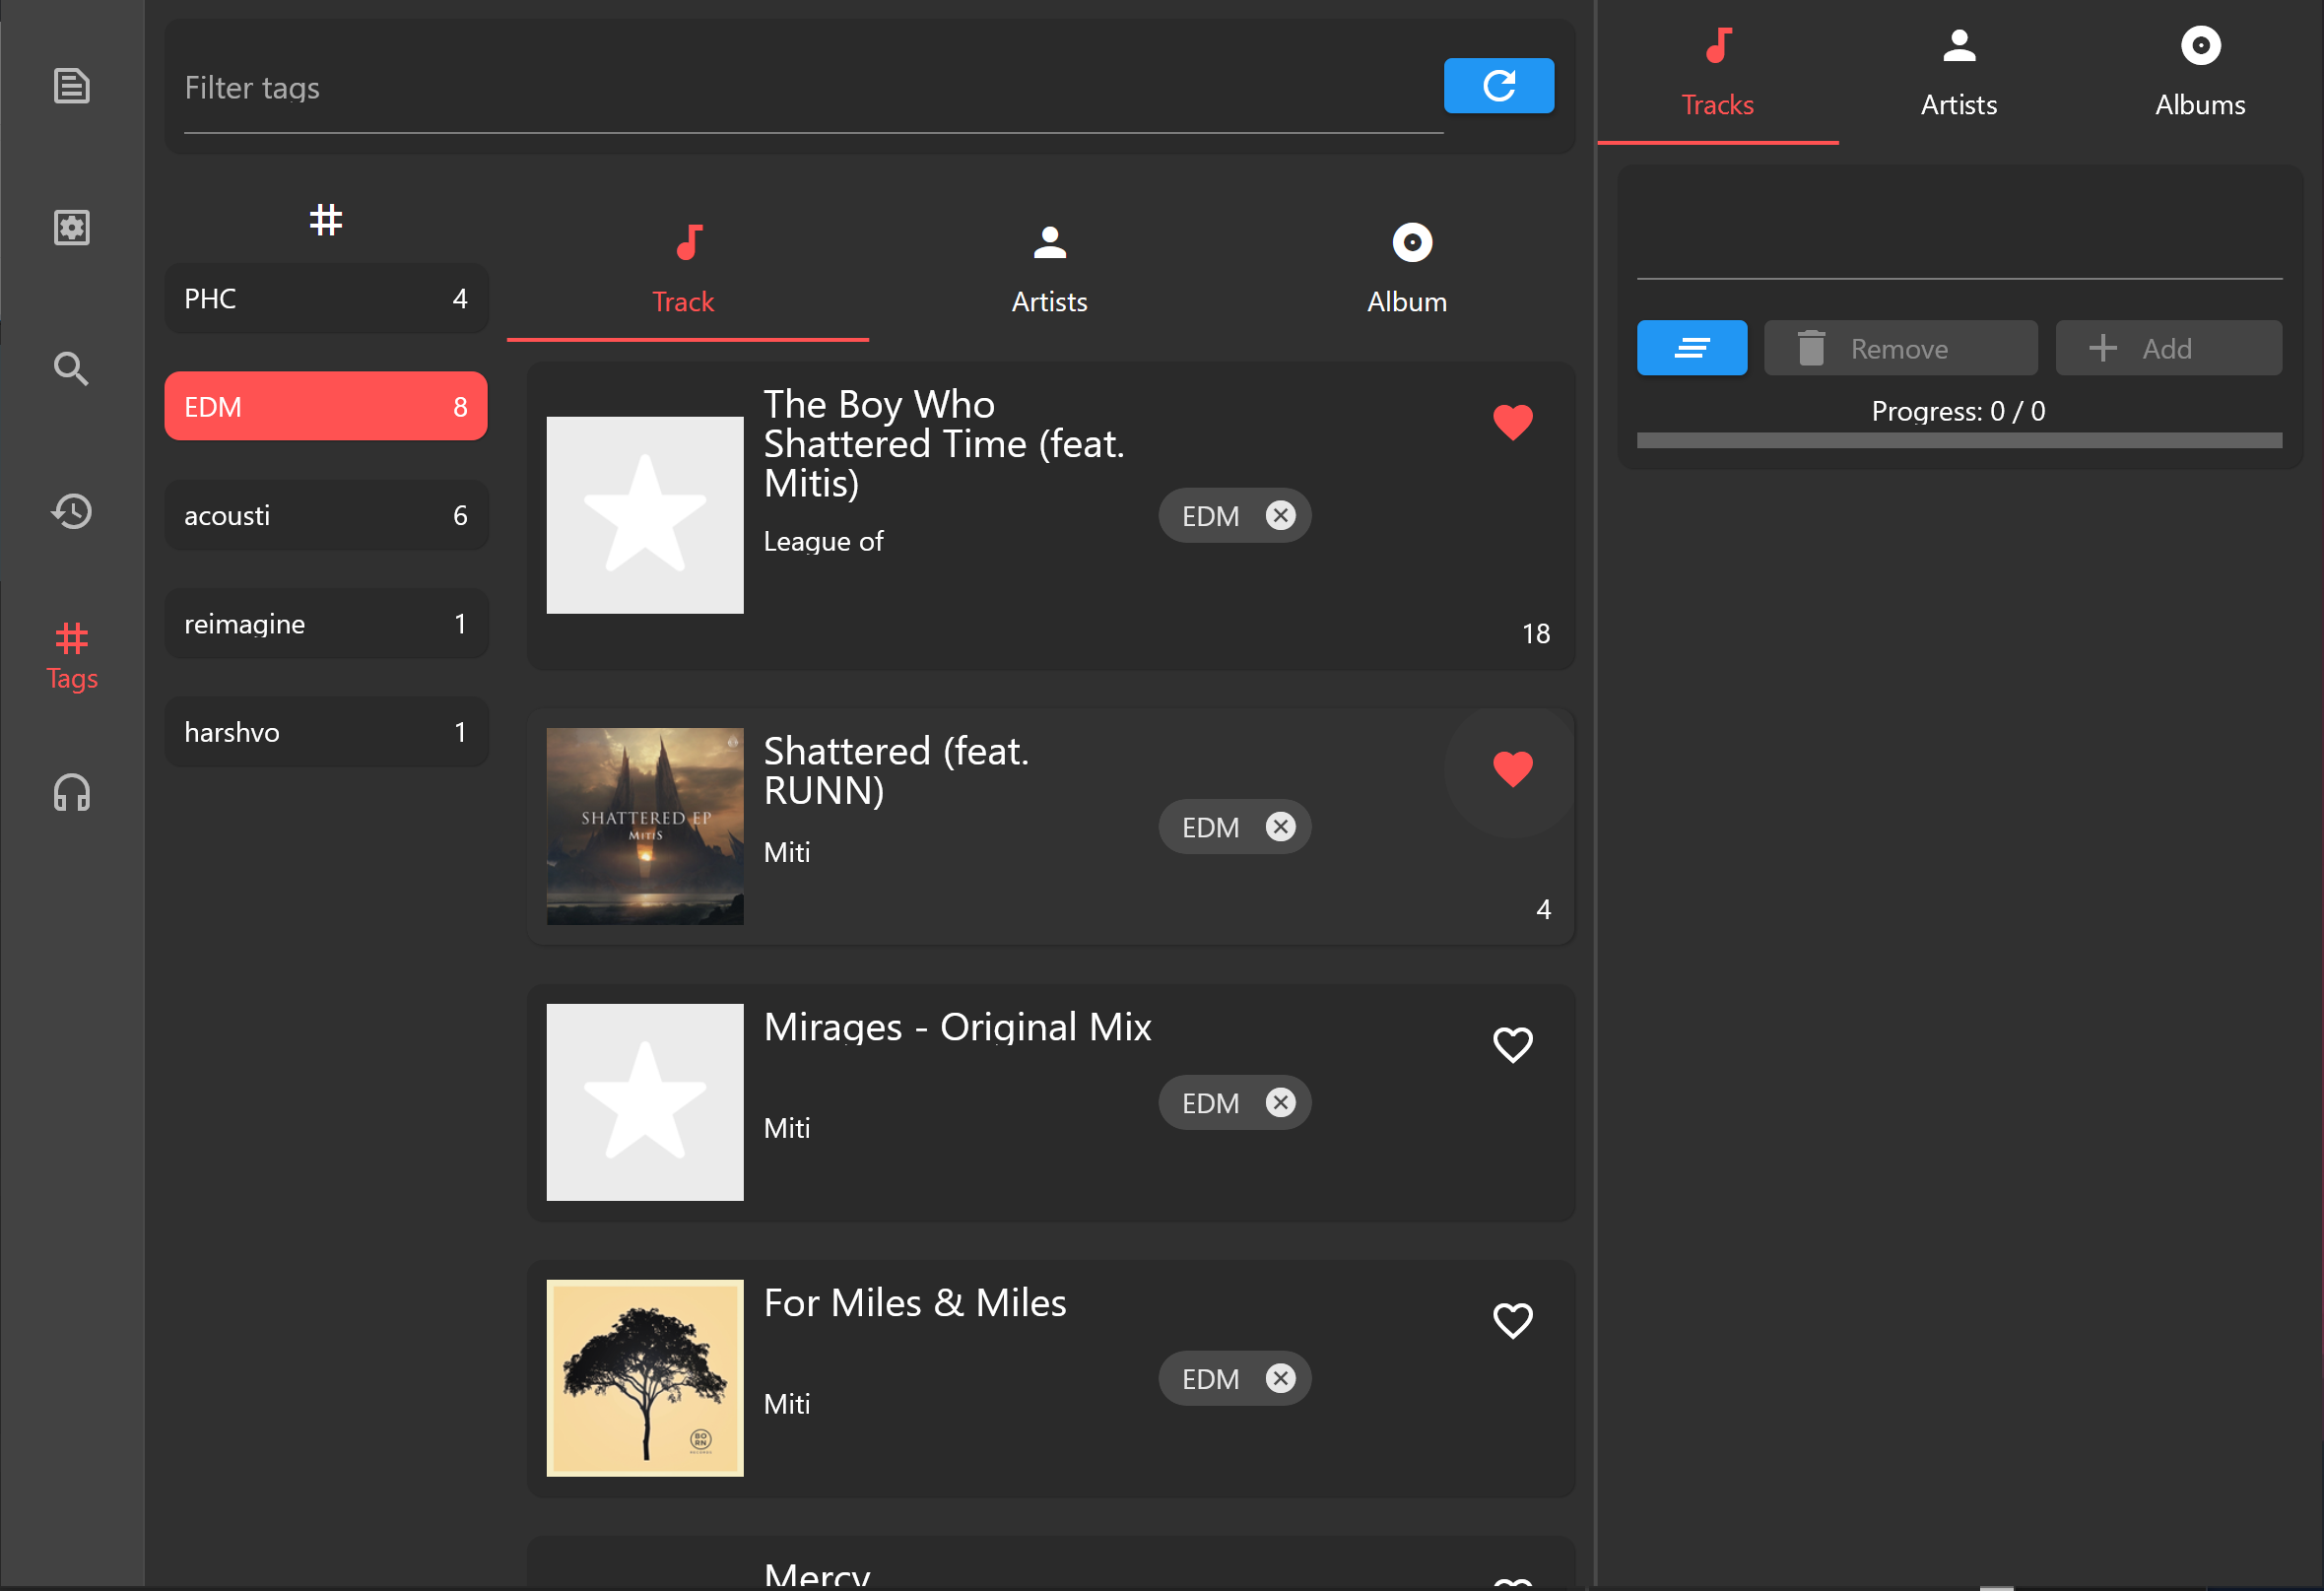 Filter tags
Tags
PHC 4
EDM 8
acousti 6
reimagine 1
harshvo 1
Track Artists Album
The Boy Who
Shattered Time (feat.
Mitis)
League of
EDM
18
SHATTERED EP
MitiS
Shattered (feat.
RUNN)
Miti
EDM
4
Mirages - Original Mix
Miti
EDM
For Miles & Miles
Miti
EDM
BO
RN
Mercy
Tracks Artists Albums
Remove Add
Progress: 0 / 0